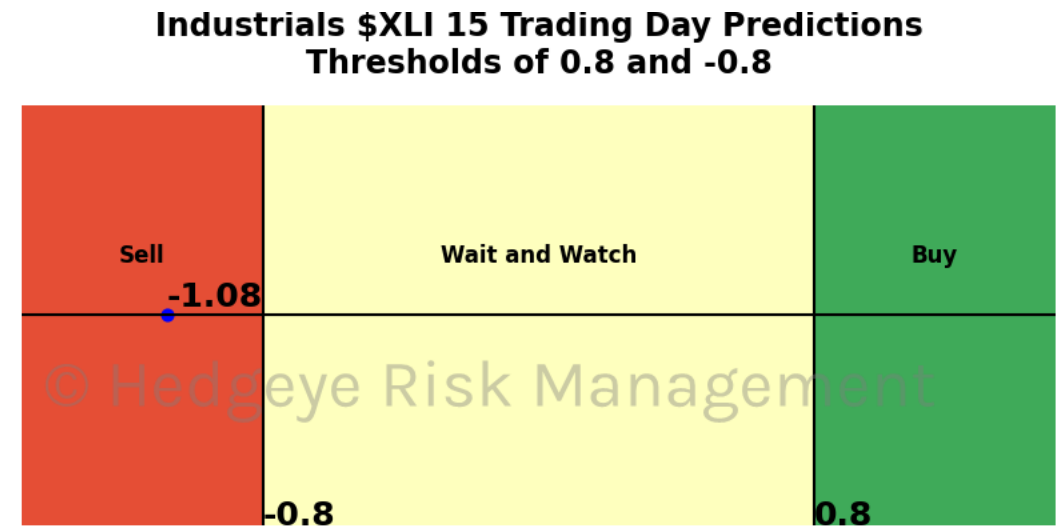 Industrials $XLI 15 Trading Day Predictions
Thresholds of 0.8 and -0.8
Sell
Wait and Watch
Buy
-1.08
© Hedgeye Risk Management
-0.8
0.8